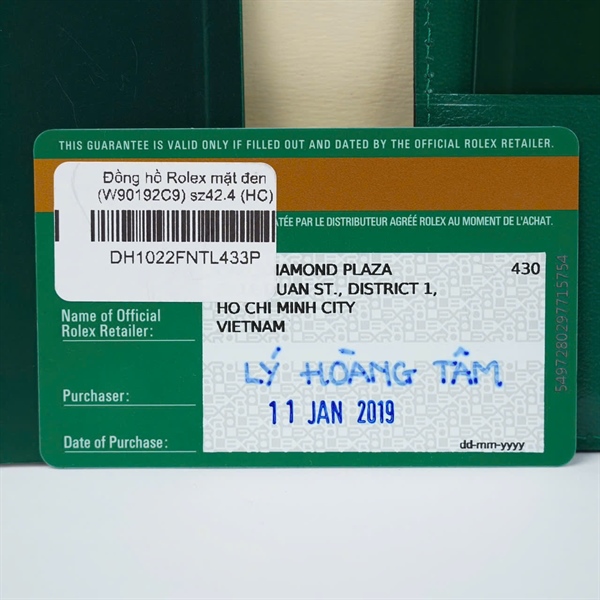 THIS GUARANTEE IS VALID ONLY IF FILLED OUT AND DATED BY THE OFFICIAL ROLEX RETAILER.
Đồng hồ Rolex mặt đen
(W90192C9) sz42.4 (HC)
DH1022FNTL433P
PAR LE DISTRIBUTEUR AGRÉÉ ROLEX AU MOMENT DE L'ACHAT.
IAMOND PLAZA 430
UAN ST., DISTRICT 1,
HO CHI MINH CITY
VIETNAM
Name of Official
Rolex Retailer:
LÝ HOÀNG TÂM
Purchaser:
11 JAN 2019
Date of Purchase:
dd-mm-yyyy
5497280297715754